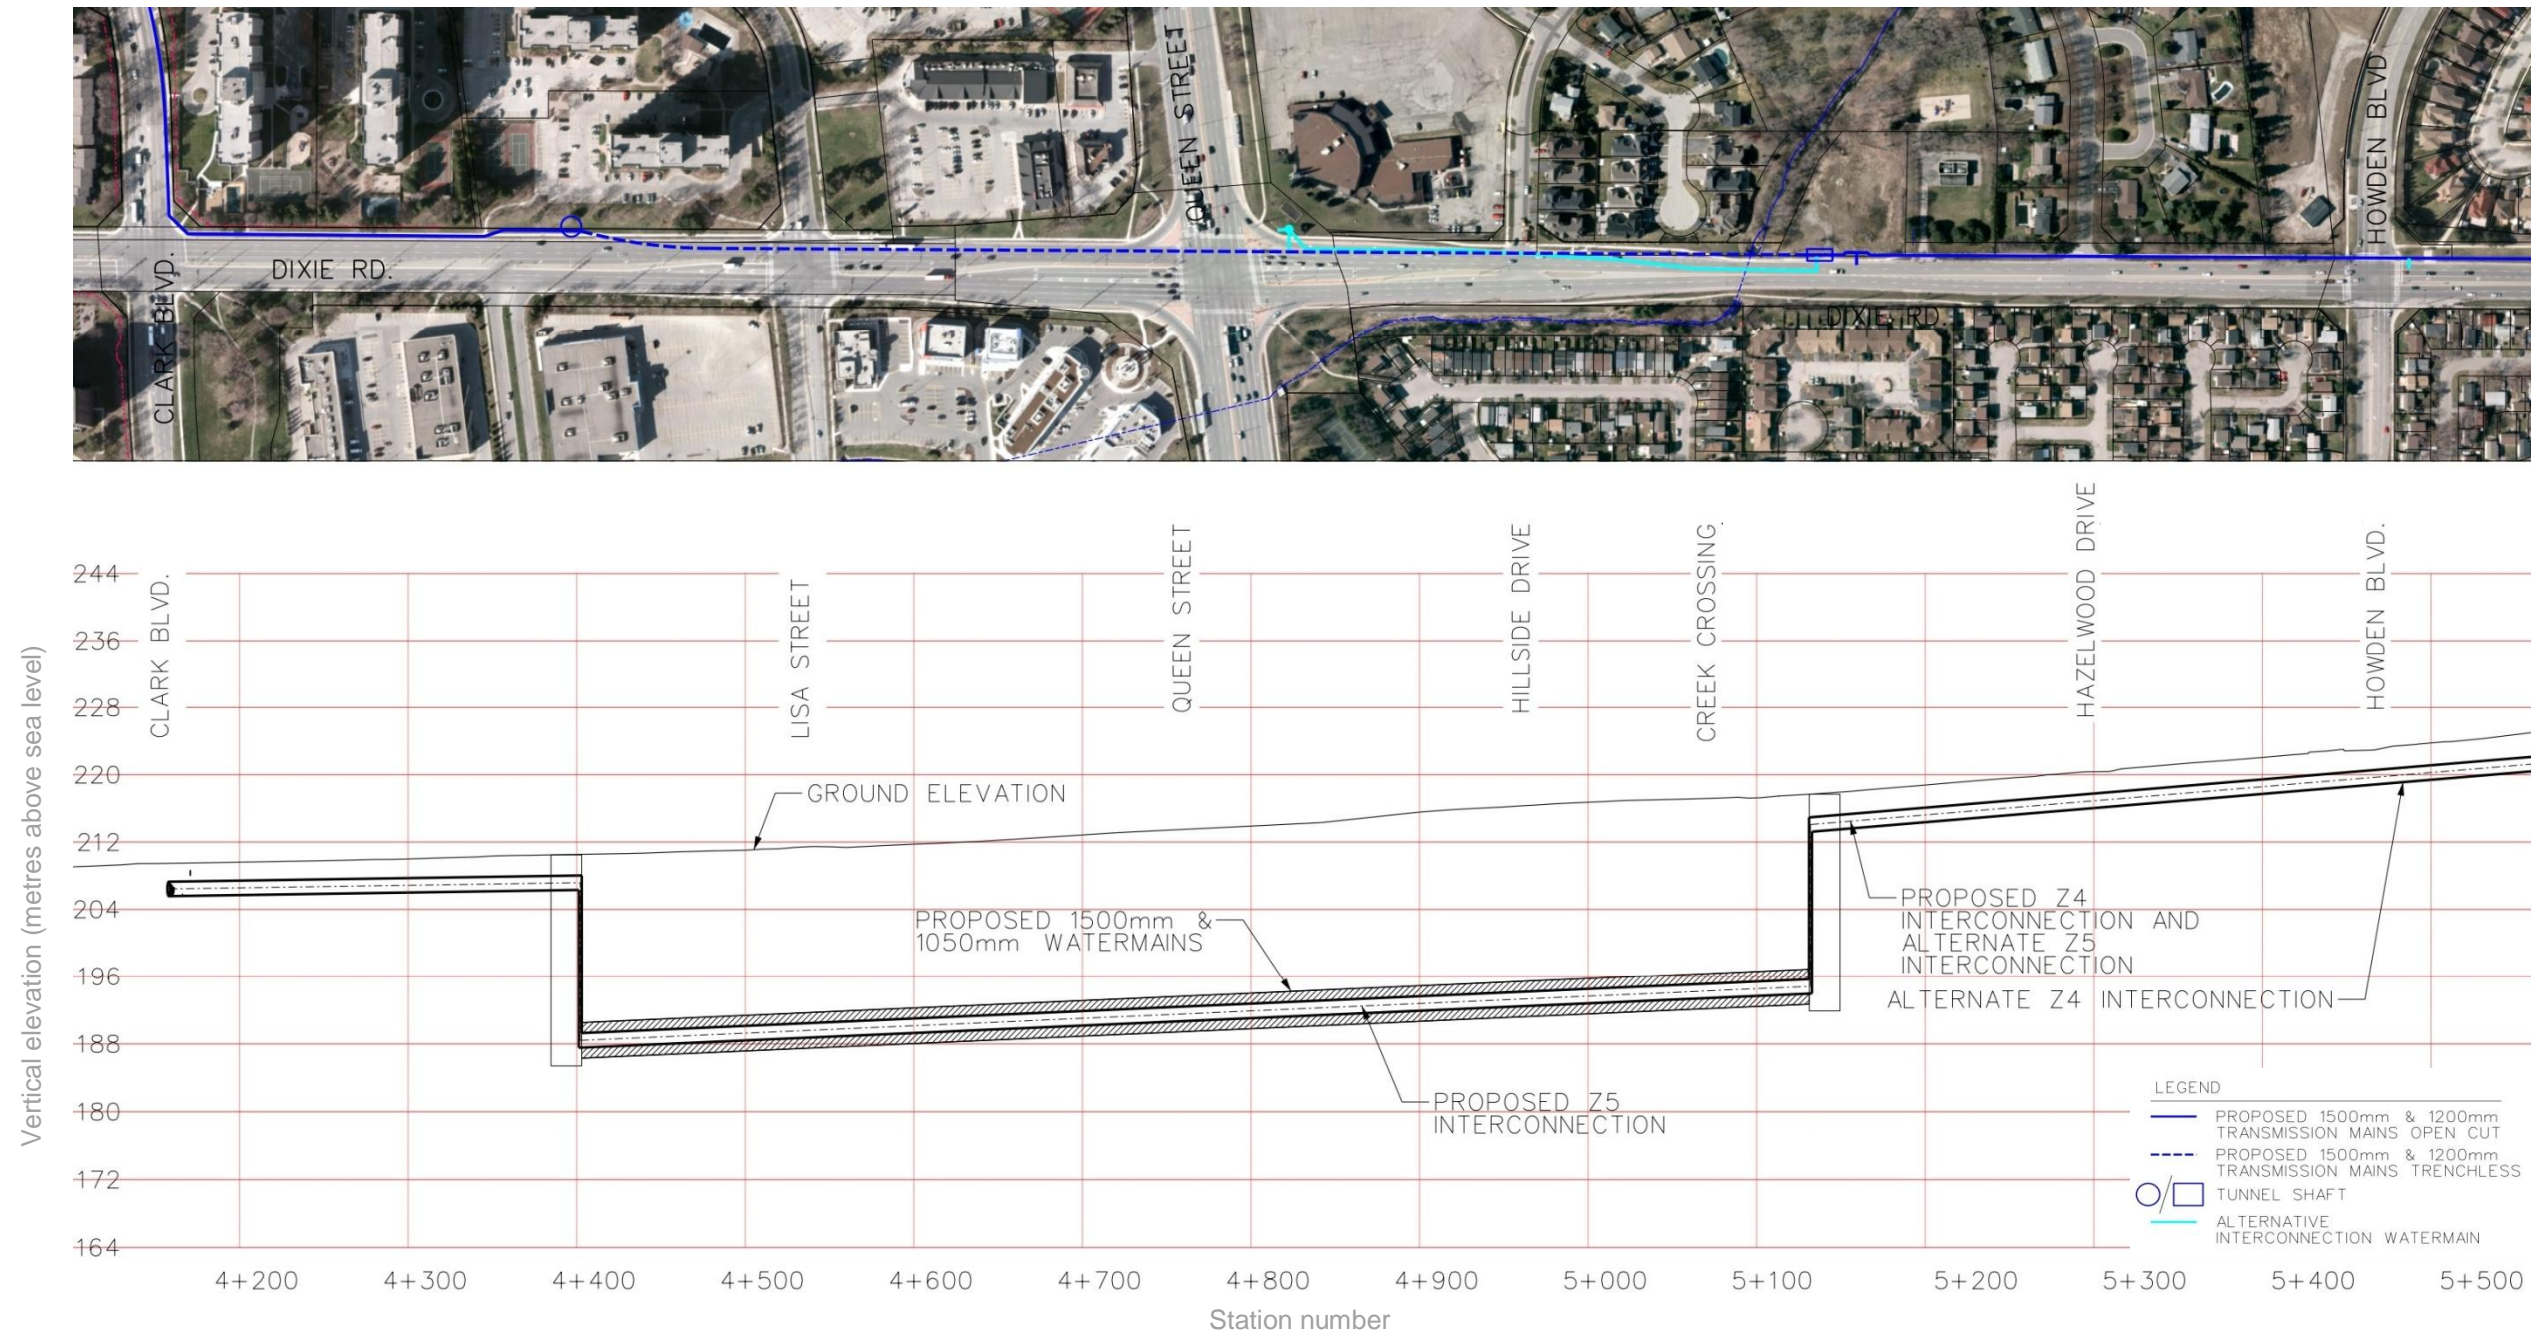 QUEEN STREET
HOWDEN BLVD
CLARK BLVD.
DIXIE RD.
DIXIE RD.
CLARK BLVD.
LISA STREET
QUEEN STREET
HILLSIDE DRIVE
CREEK CROSSING
HAZELWOOD DRIVE
HOWDEN BLVD.
Vertical elevation (metres above sea level)
244
236
228
220
212
204
196
188
180
172
164
GROUND ELEVATION
PROPOSED 1500mm &
1050mm WATERMAINS
PROPOSED Z4
INTERCONNECTION AND
ALTERNATE Z5
INTERCONNECTION
ALTERNATE Z4 INTERCONNECTION
PROPOSED Z5
INTERCONNECTION
LEGEND
PROPOSED 1500mm & 1200mm
TRANSMISSION MAINS OPEN CUT
PROPOSED 1500mm & 1200mm
TRANSMISSION MAINS TRENCHLESS
TUNNEL SHAFT
ALTERNATIVE
INTERCONNECTION WATERMAIN
4+200 4+300 4+400 4+500 4+600 4+700 4+800 4+900 5+000 5+100 5+200 5+300 5+400 5+500
Station number